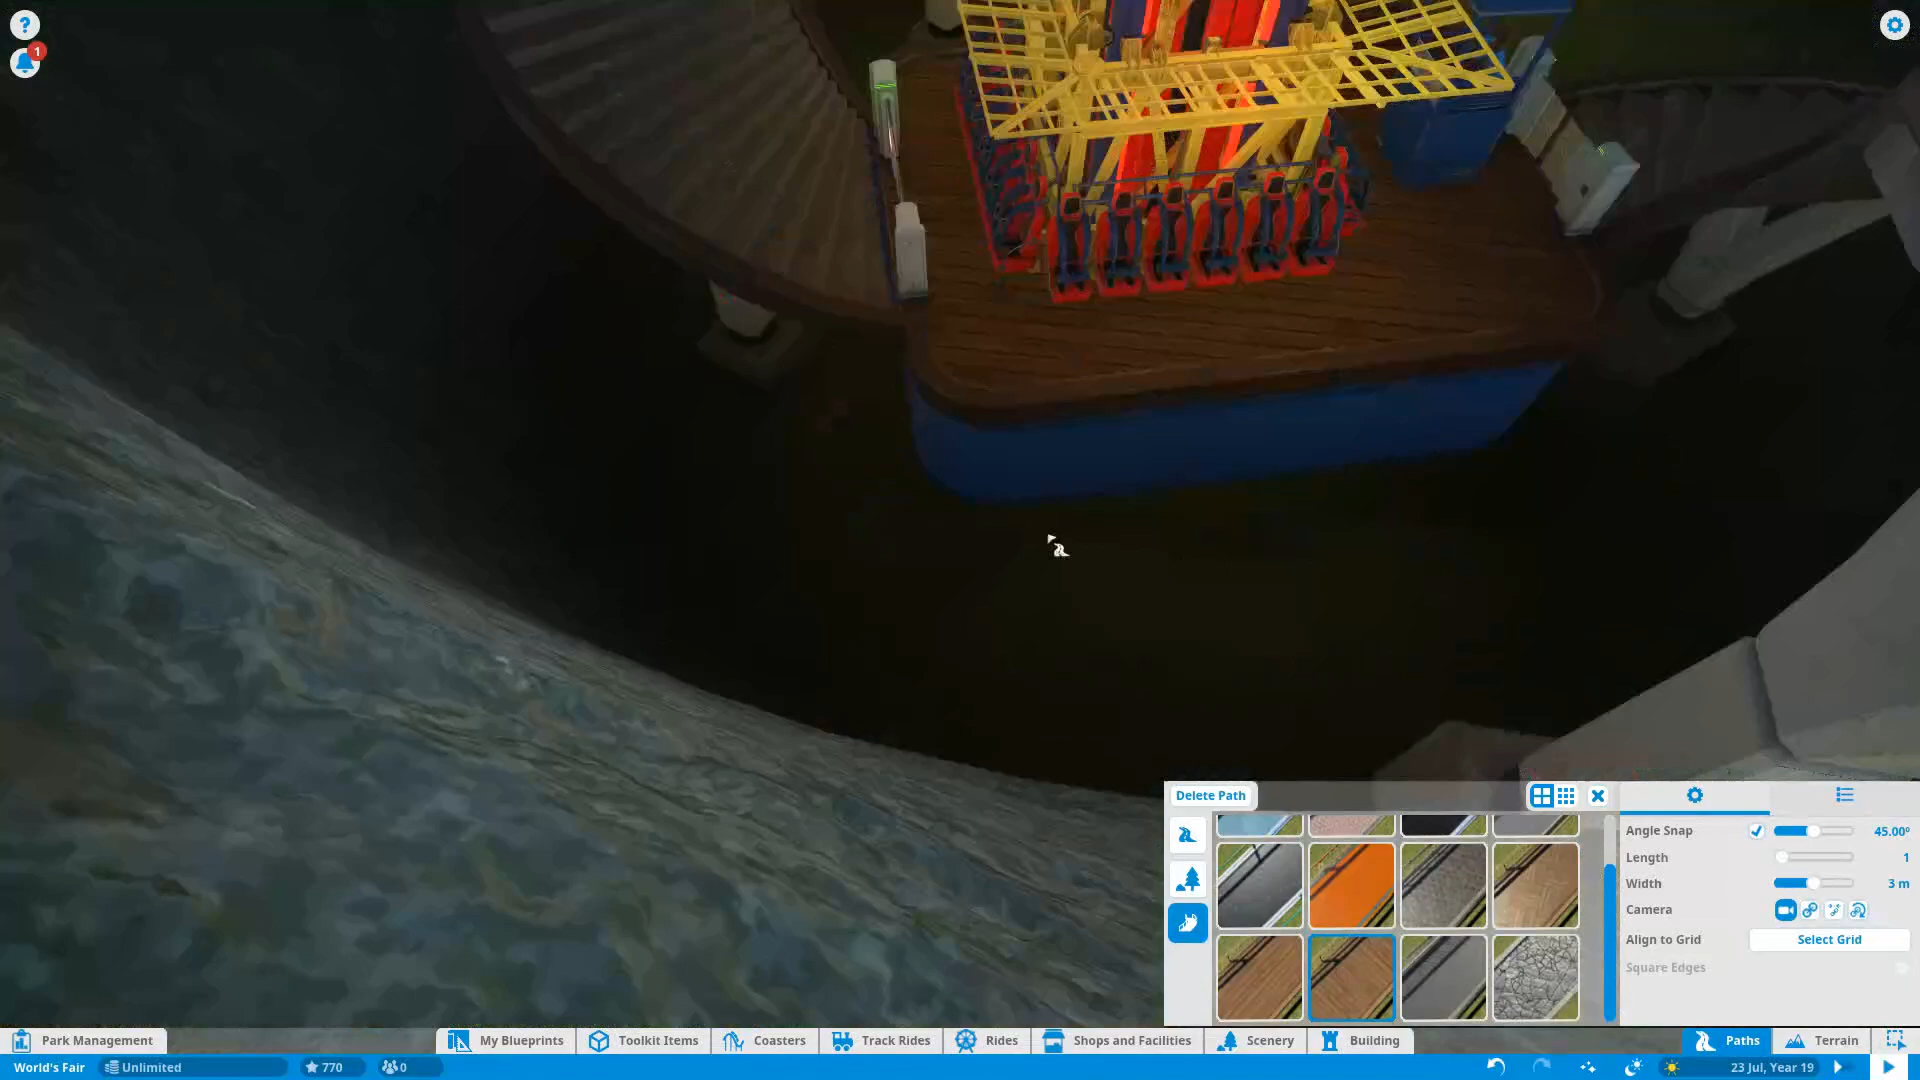 ?
1
Delete Path
Angle Snap 45.00°
Length 1
Width 3 m
Camera
Align to Grid Select Grid
Square Edges
Park Management My Blueprints Toolkit Items Coasters Track Rides Rides Shops and Facilities Scenery Building Paths Terrain
World's Fair Unlimited 770 0 23 Jul, Year 19